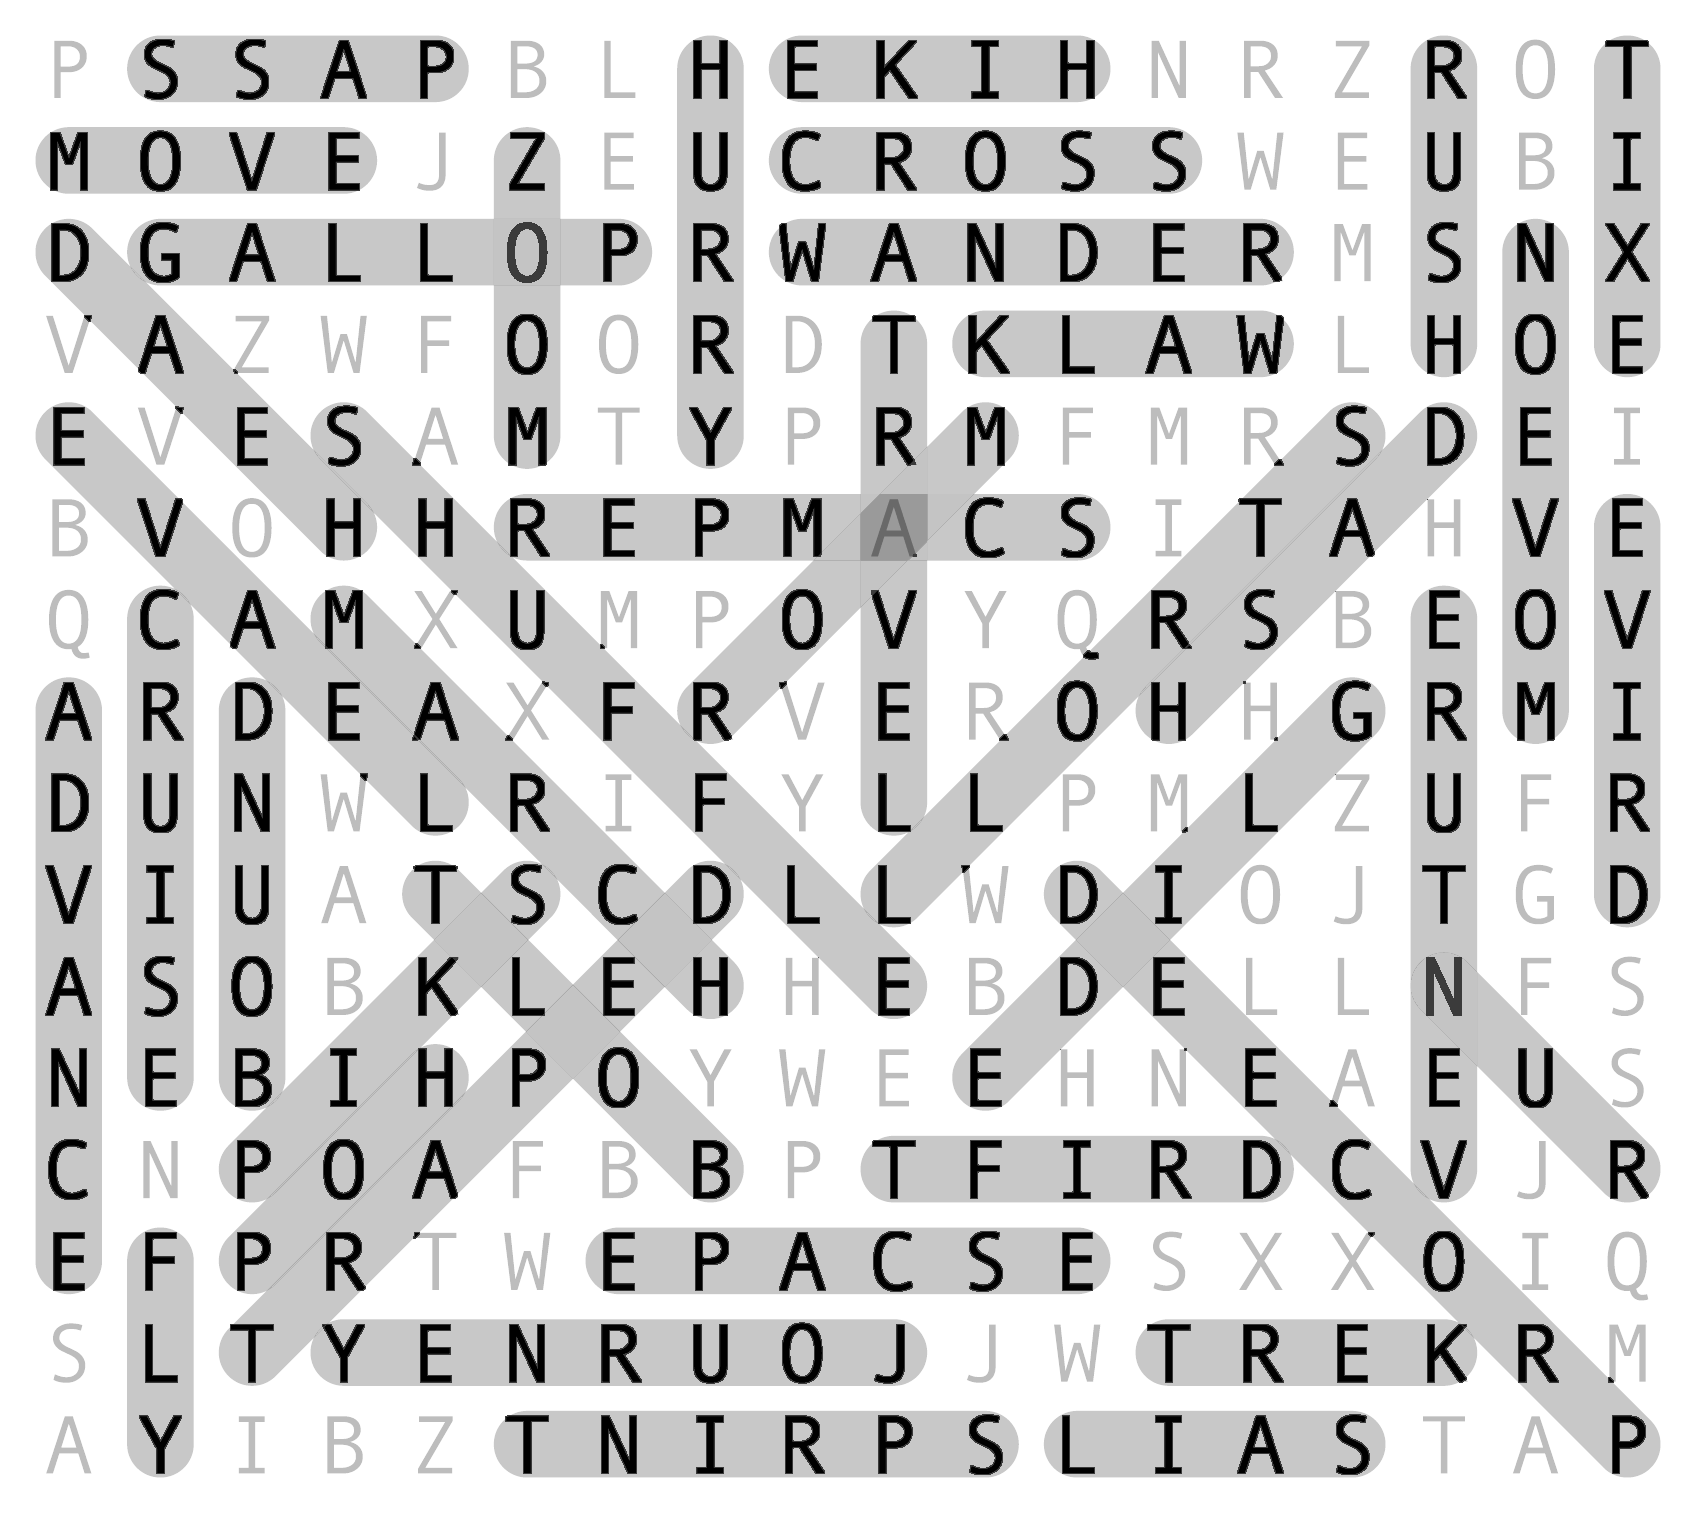 P S S A P B L H E K I H N R Z R O T
M O V E J Z E U C R O S S W E U B I
D G A L L O P R W A N D E R M S N X
V A Z W F O O R D T K L A W L H O E
E V E S A M T Y P R M F M R S D E I
B V O H H R E P M A C S I T A H V E
Q C A M X U M P O V Y Q R S B E O V
A R D E A X F R V E R O H H G R M I
D U N W L R I F Y L L P M L Z U F R
V I U A T S C D L L W D I O J T G D
A S O B K L E H H E B D E L L N F S
N E B I H P O Y W E E H N E A E U S
C N P O A F B B P T F I R D C V J R
E F P R T W E P A C S E S X X O I Q
S L T Y E N R U O J J W T R E K R M
A Y I B Z T N I R P S L I A S T A P